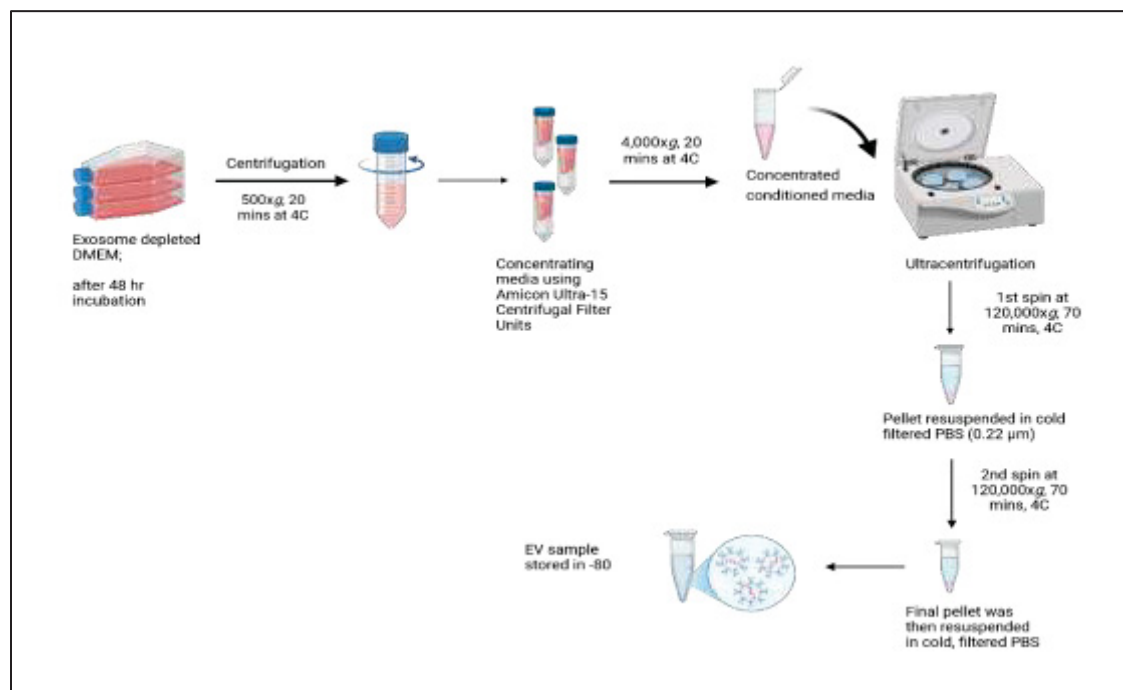 Exosome depleted
DMEM;
after 48 hr
incubation
Centrifugation
500xg, 20
mins at 4C
Concentrating
media using
Amicon Ultra-15
Centrifugal Filter
Units
4,000xg, 20
mins at 4C
Concentrated
conditioned media
Ultracentrifugation
1st spin at
120,000xg, 70
mins, 4C
Pellet resuspended in cold
filtered PBS (0.22 μm)
2nd spin at
120,000xg, 70
mins, 4C
Final pellet was
then resuspended
in cold, filtered PBS
EV sample
stored in -80